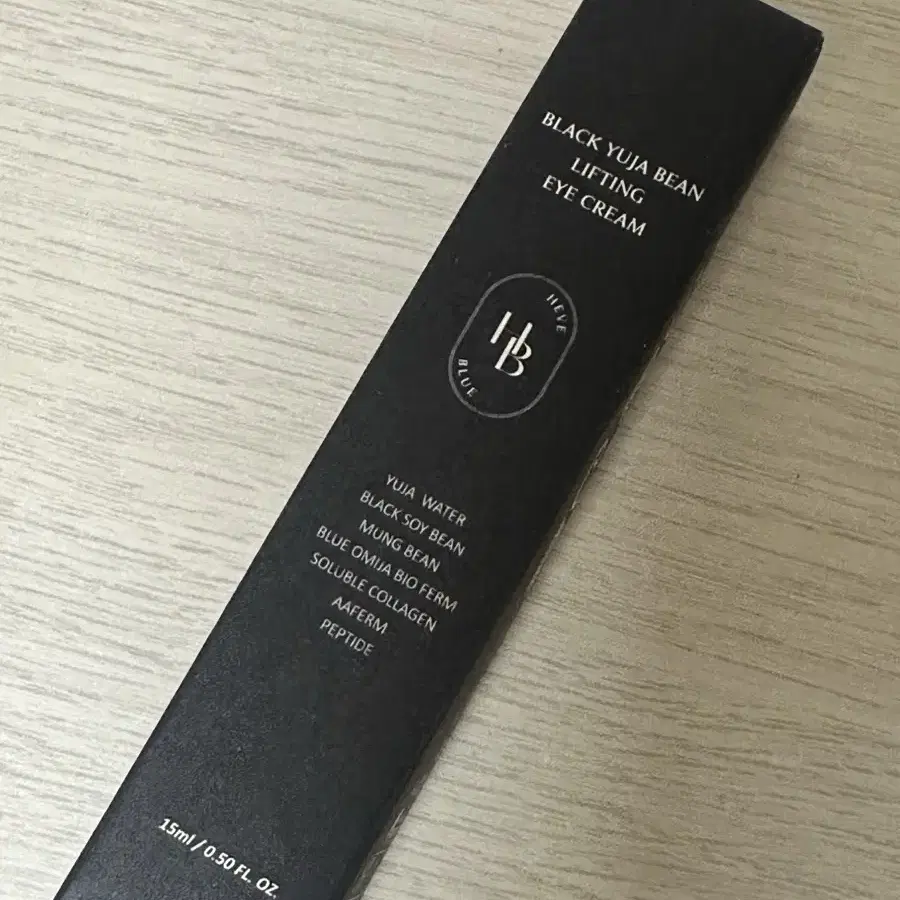 BLACK YUJA BEAN
LIFTING
EYE CREAM
HEVE
HB
BLUE
YUJA WATER
BLACK SOY BEAN
MUNG BEAN
BLUE OMIJA BIO FERM
SOLUBLE COLLAGEN
AAFERM
PEPTIDE
15ml / 0.50 FL. OZ.